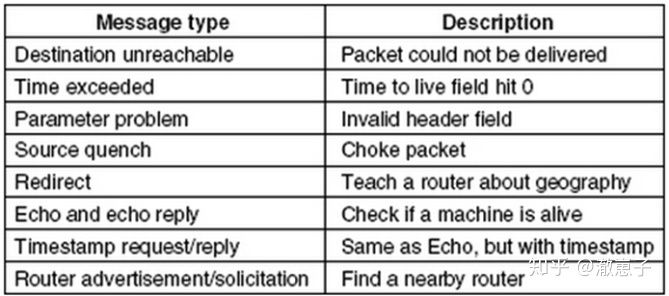 Message type Description
Destination unreachable Packet could not be delivered
Time exceeded Time to live field hit 0
Parameter problem Invalid header field
Source quench Choke packet
Redirect Teach a router about geography
Echo and echo reply Check if a machine is alive
Timestamp request/reply Same as Echo, but with timestamp
Router advertisement/solicitation Find a nearby router
知乎 @澈崽子